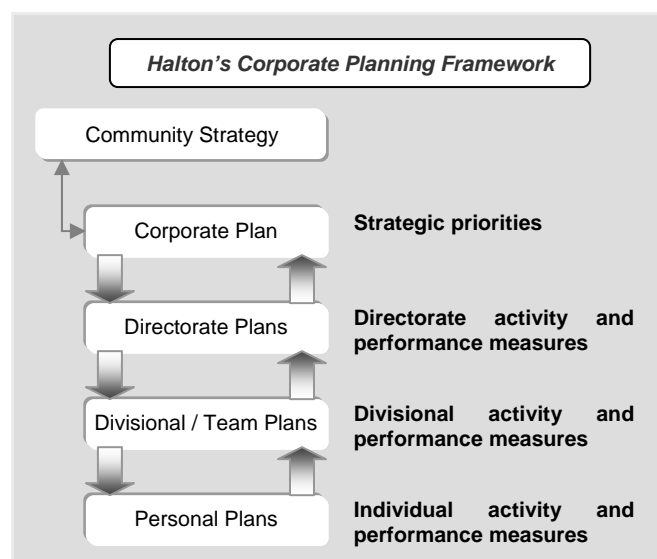 Halton's Corporate Planning Framework
Community Strategy
Corporate Plan
Strategic priorities
Directorate Plans
Directorate activity and
performance measures
Divisional / Team Plans
Divisional activity and
performance measures
Personal Plans
Individual activity and
performance measures